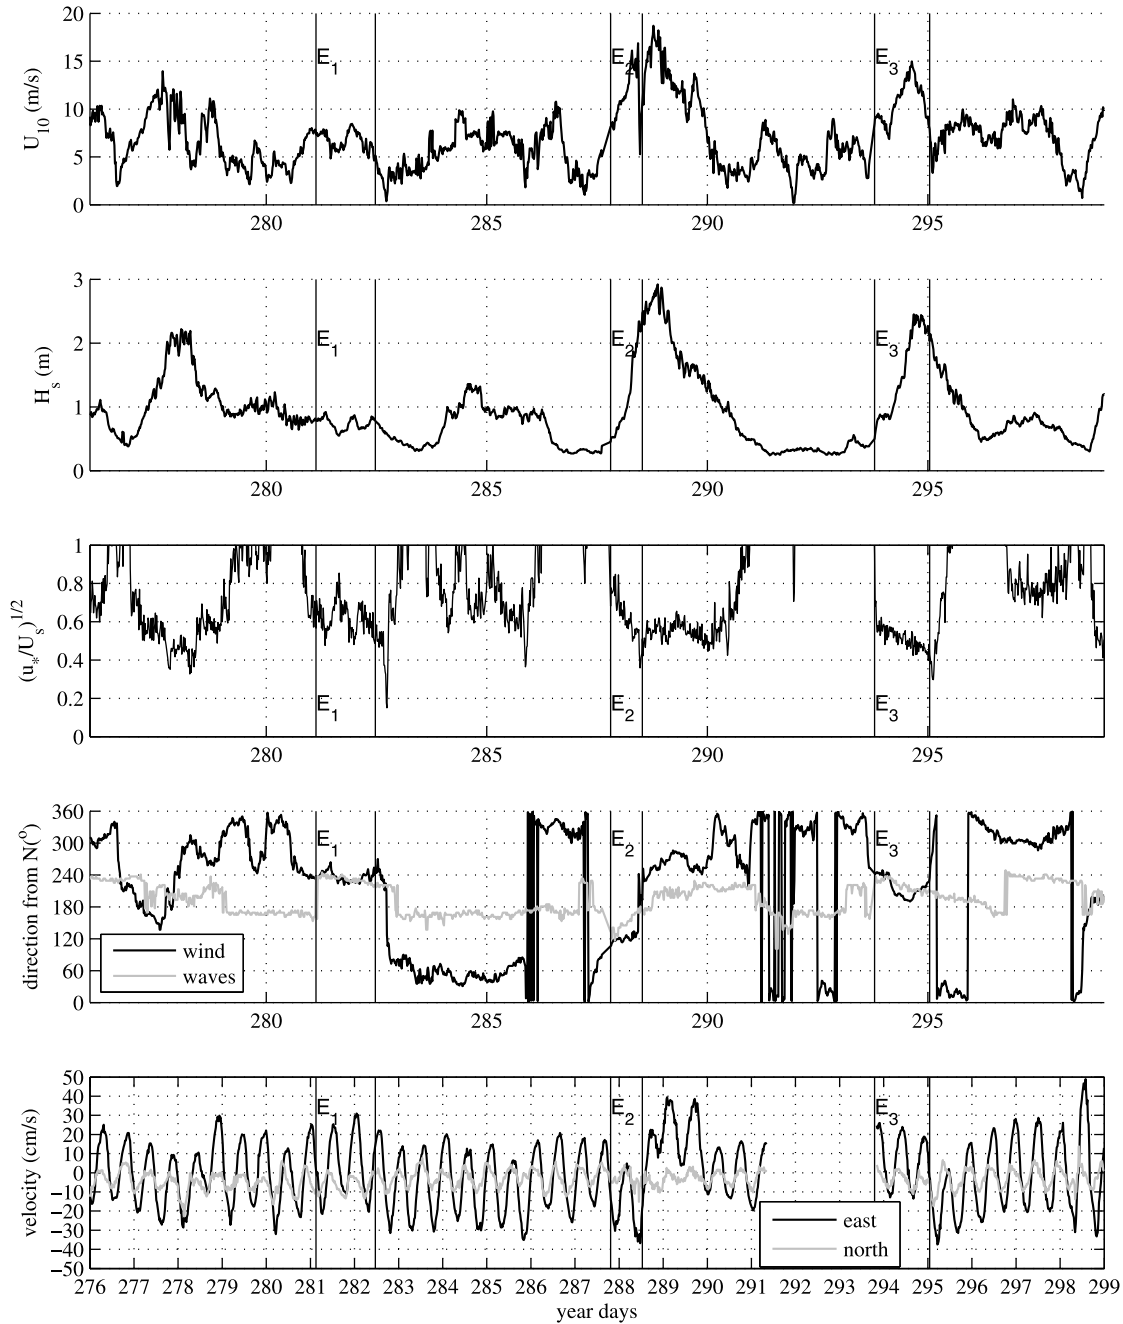 20
15
10
5
0
U10 (m/s)
E1
E2
E3
280
285
290
295
3
2
1
0
Hs (m)
E1
E2
E3
280
285
290
295
1
0.8
0.6
0.4
0.2
0
(u*/Us)1/2
E1
E2
E3
280
285
290
295
360
300
240
180
120
60
0
direction from N(o)
E1
E2
E3
wind
waves
280
285
290
295
50
40
30
20
10
0
−10
−20
−30
−40
−50
velocity (cm/s)
E1
E2
E3
east
north
276 277 278 279 280 281 282 283 284 285 286 287 288 289 290 291 292 293 294 295 296 297 298 299
year days